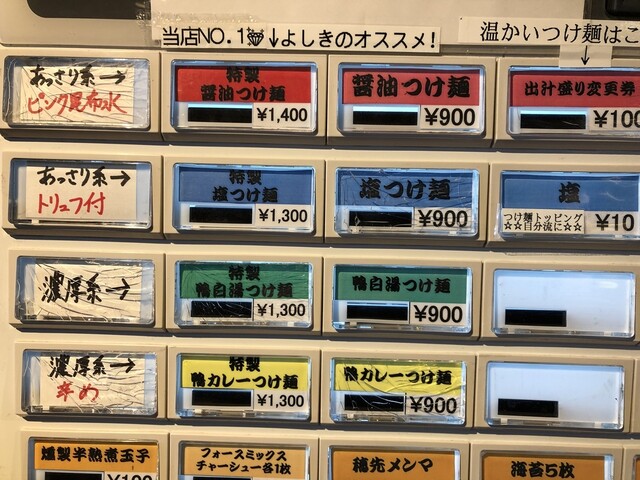 当店NO.1 ↓よしきのオススメ!
温かいつけ麺はこ
↓
あっさり系→
ピンク昆布水
特製
醤油つけ麺
¥1,400
醤油つけ麺
¥900
出汁盛り変更券
¥100
あっさり系→
トリュフ付
特製
塩つけ麺
¥1,300
塩つけ麺
¥900
塩
つけ麺トッピング
☆☆自分流に☆☆
¥10
濃厚系→
特製
鴨白湯つけ麺
¥1,300
鴨白湯つけ麺
¥900
濃厚系→
辛め
特製
鴨カレーつけ麺
¥1,300
鴨カレーつけ麺
¥900
燻製半熟煮玉子
¥100
フォースミックス
チャーシュー各1枚
穂先メンマ
海苔5枚